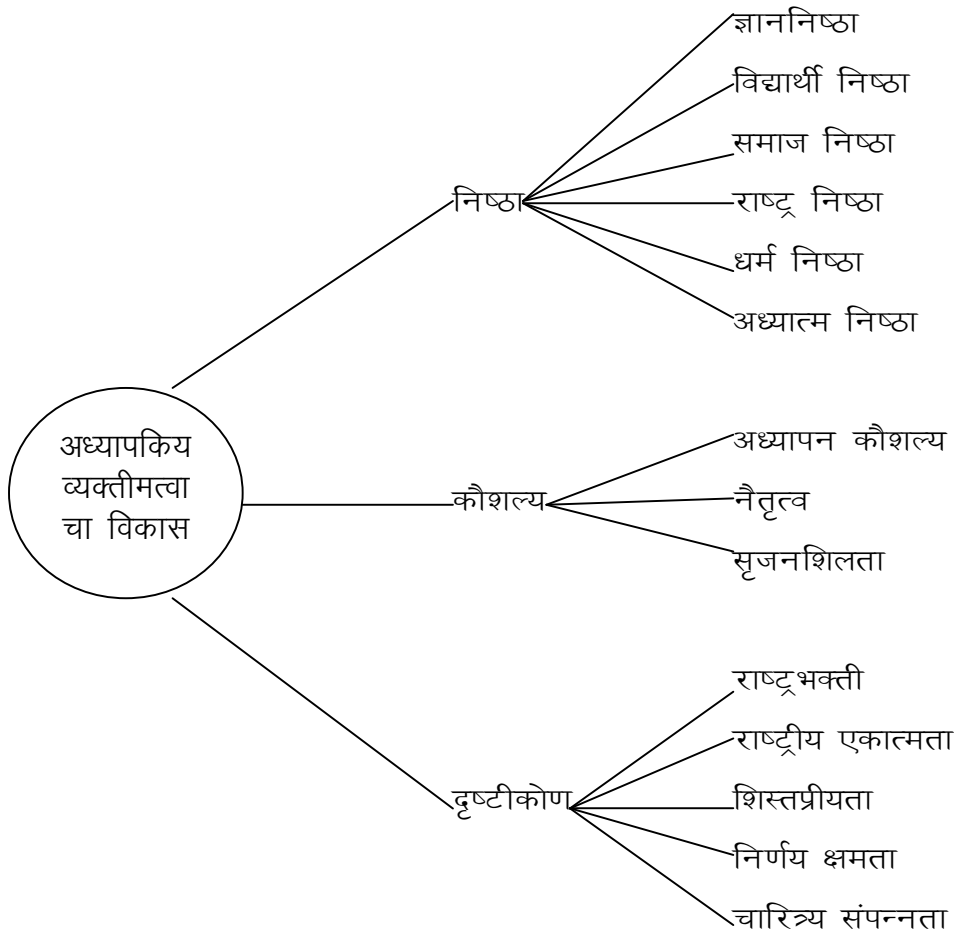 ज्ञाननिष्ठा
विद्यार्थी निष्ठा
समाज निष्ठा
निष्ठा
राष्ट्र निष्ठा
धर्म निष्ठा
अध्यात्म निष्ठा
अध्यापकिय
व्यक्तीमत्वा
चा विकास
कौशल्य
अध्यापन कौशल्य
नैतृत्व
सृजनशिलता
दृष्टीकोण
राष्ट्रभक्ती
राष्ट्रीय एकात्मता
शिस्तप्रीयता
निर्णय क्षमता
चारित्र्य संपन्नता